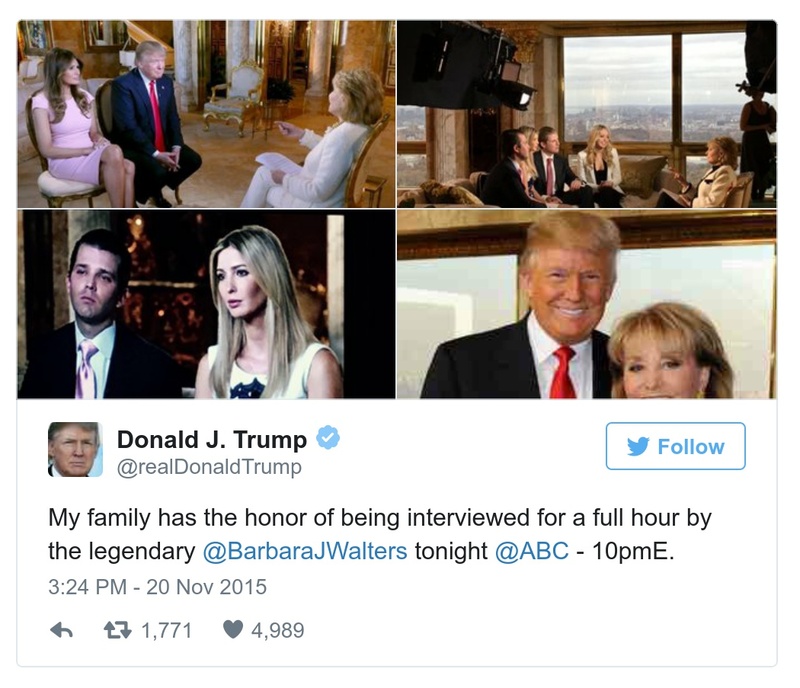 Donald J. Trump
@realDonaldTrump
Follow
My family has the honor of being interviewed for a full hour by
the legendary @BarbaraJWalters tonight @ABC - 10pmE.
3:24 PM - 20 Nov 2015
1,771 4,989